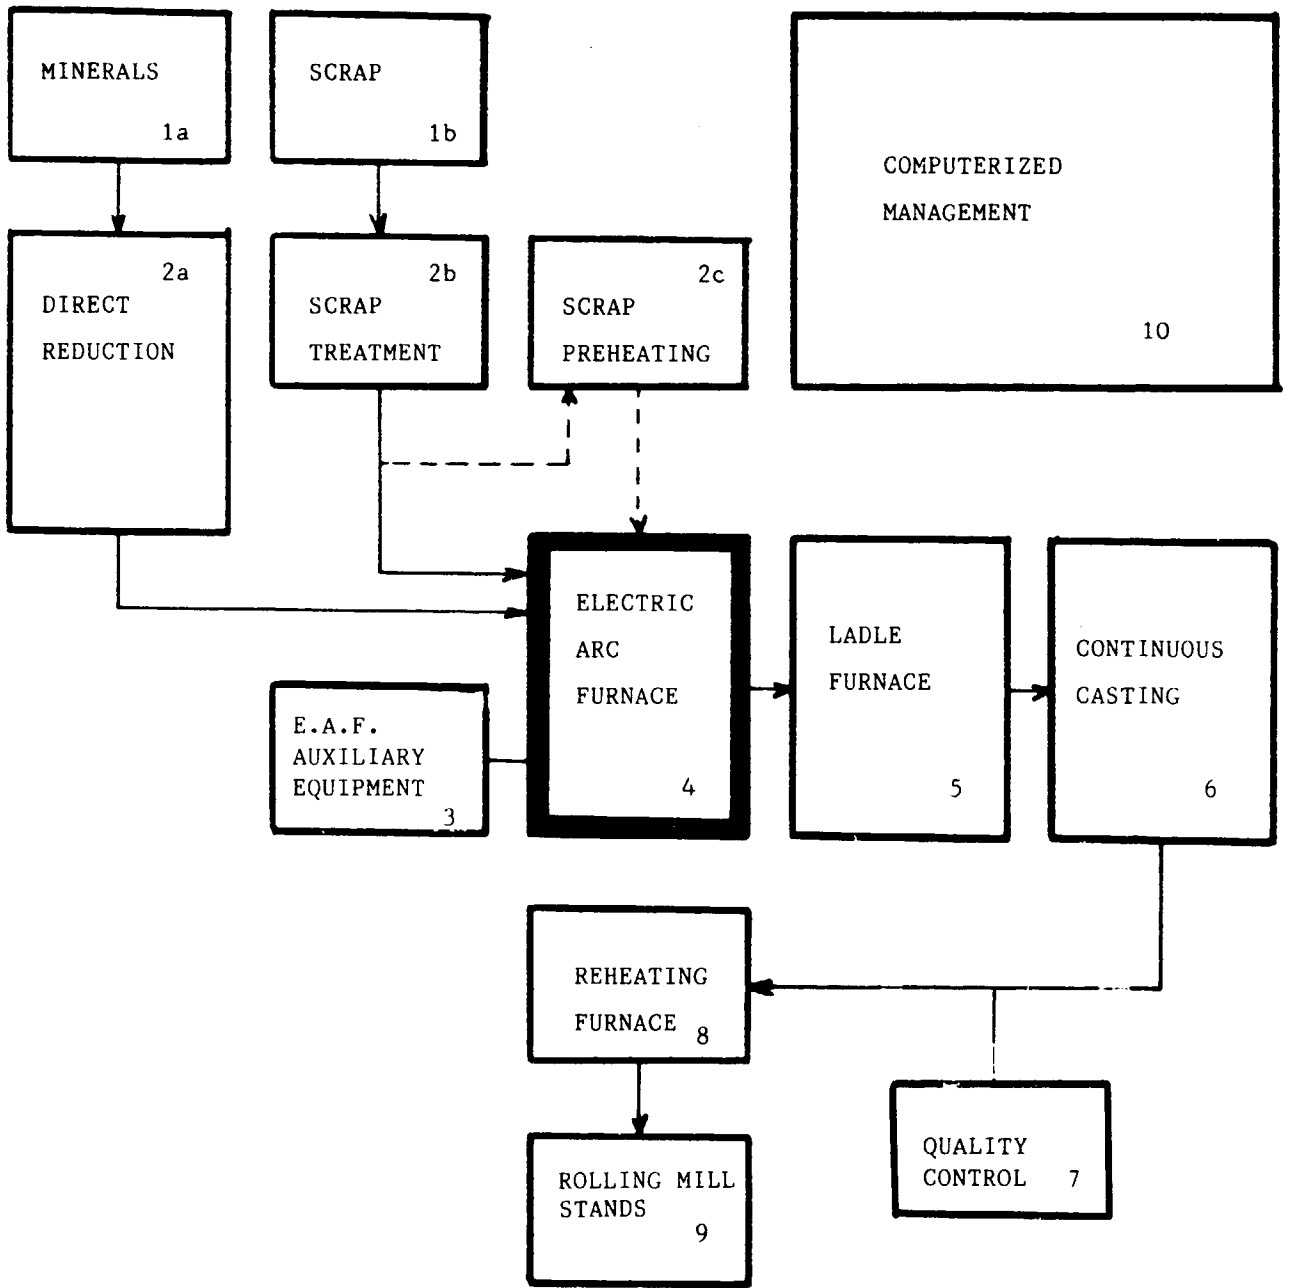 MINERALS
1a
SCRAP
1b
COMPUTERIZED
MANAGEMENT
10
2a
DIRECT
REDUCTION
2b
SCRAP
TREATMENT
2c
SCRAP
PREHEATING
ELECTRIC
ARC
FURNACE
4
LADLE
FURNACE
5
CONTINUOUS
CASTING
6
E.A.F.
AUXILIARY
EQUIPMENT
3
REHEATING
FURNACE 8
QUALITY
CONTROL 7
ROLLING MILL
STANDS
9